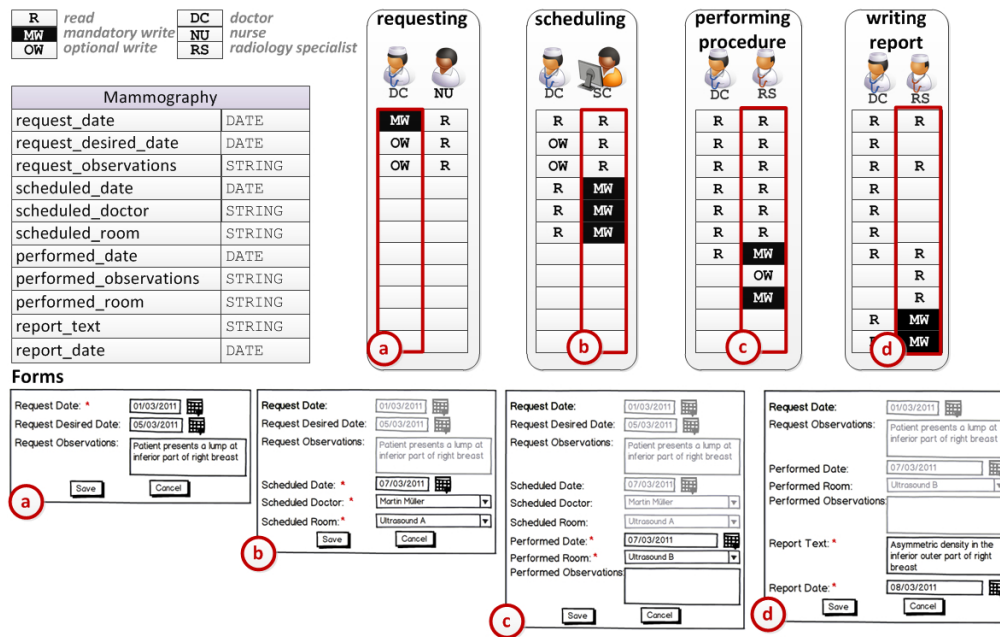 R read
MW mandatory write
OW optional write
DC doctor
NU nurse
RS radiology specialist
Mammography
request_date DATE
request_desired_date DATE
request_observations STRING
scheduled_date DATE
scheduled_doctor STRING
scheduled_room STRING
performed_date DATE
performed_observations STRING
performed_room STRING
report_text STRING
report_date DATE
requesting
DC NU
MW R
OW R
OW R
a
scheduling
DC SC
R R
OW R
OW R
R MW
R MW
R MW
b
performing
procedure
DC RS
R R
R R
R R
R R
R R
R R
R MW
OW
MW
c
writing
report
DC RS
R R
R
R R
R
R
R
R R
R
R
R MW
MW
d
Forms
Request Date: * 01/03/2011
Request Desired Date: 05/03/2011
Request Observations: Patient presents a lump at
inferior part of right breast
Save Cancel
a
Request Date: 01/03/2011
Request Desired Date: 05/03/2011
Request Observations: Patient presents a lump at
inferior part of right breast
Scheduled Date: * 07/03/2011
Scheduled Doctor: * Martin Müller
Scheduled Room: * Ultrasound A
Save Cancel
b
Request Date: 01/03/2011
Request Desired Date: 05/03/2011
Request Observations: Patient presents a lump at
inferior part of right breast
Scheduled Date: 07/03/2011
Scheduled Doctor: Martin Müller
Scheduled Room: Ultrasound A
Performed Date: * 07/03/2011
Performed Room: * Ultrasound B
Performed Observations:
Save Cancel
c
Request Date: 01/03/2011
Request Observations: Patient presents a lump at
inferior part of right breast
Performed Date: 07/03/2011
Performed Room: Ultrasound B
Performed Observations:
Report Text: * Asymmetric density in the
inferior outer part of right
breast
Report Date: * 08/03/2011
Save Cancel
d